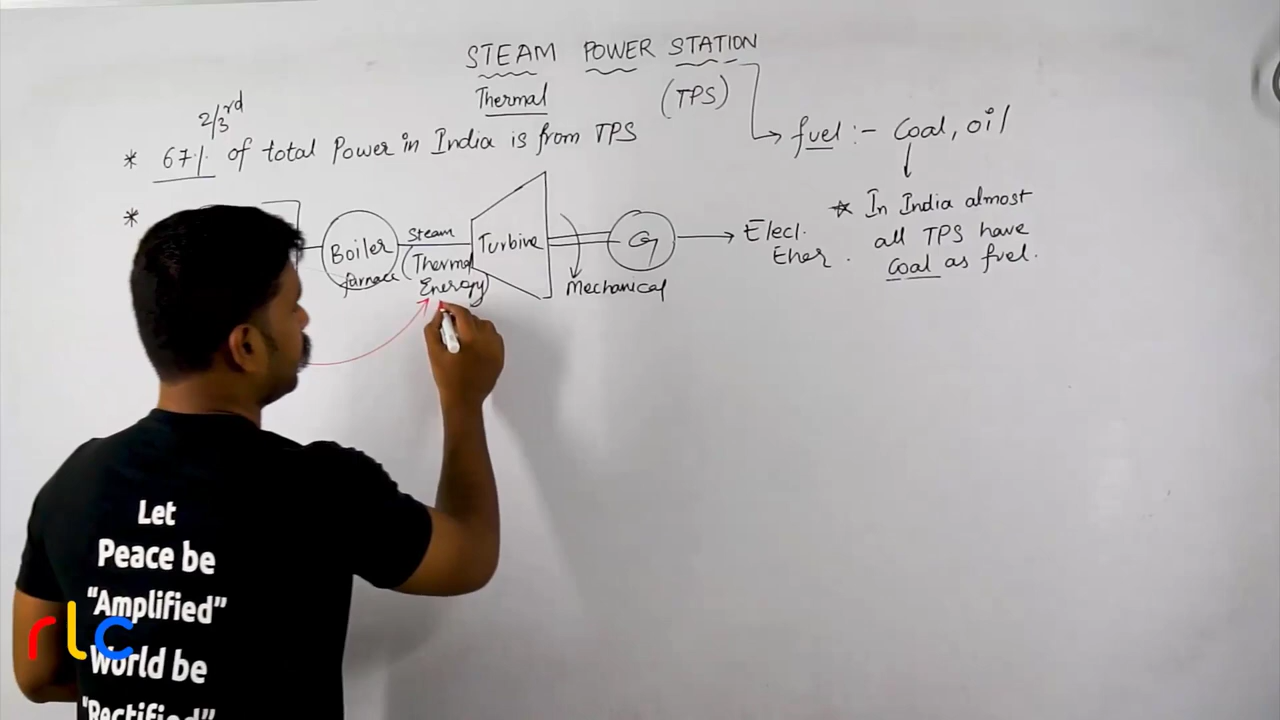 STEAM POWER STATION
Thermal
(TPS)
2/3rd
* 67% of total Power in India is from TPS
fuel :- Coal, oil
* In India almost
all TPS have
Coal as fuel.
*
Boiler
furnace
Steam
(Thermal
Energy)
Turbine
Mechanical
G
Elecl.
Ener.
Let
Peace be
"Amplified"
World be
"Rectified"
rlc